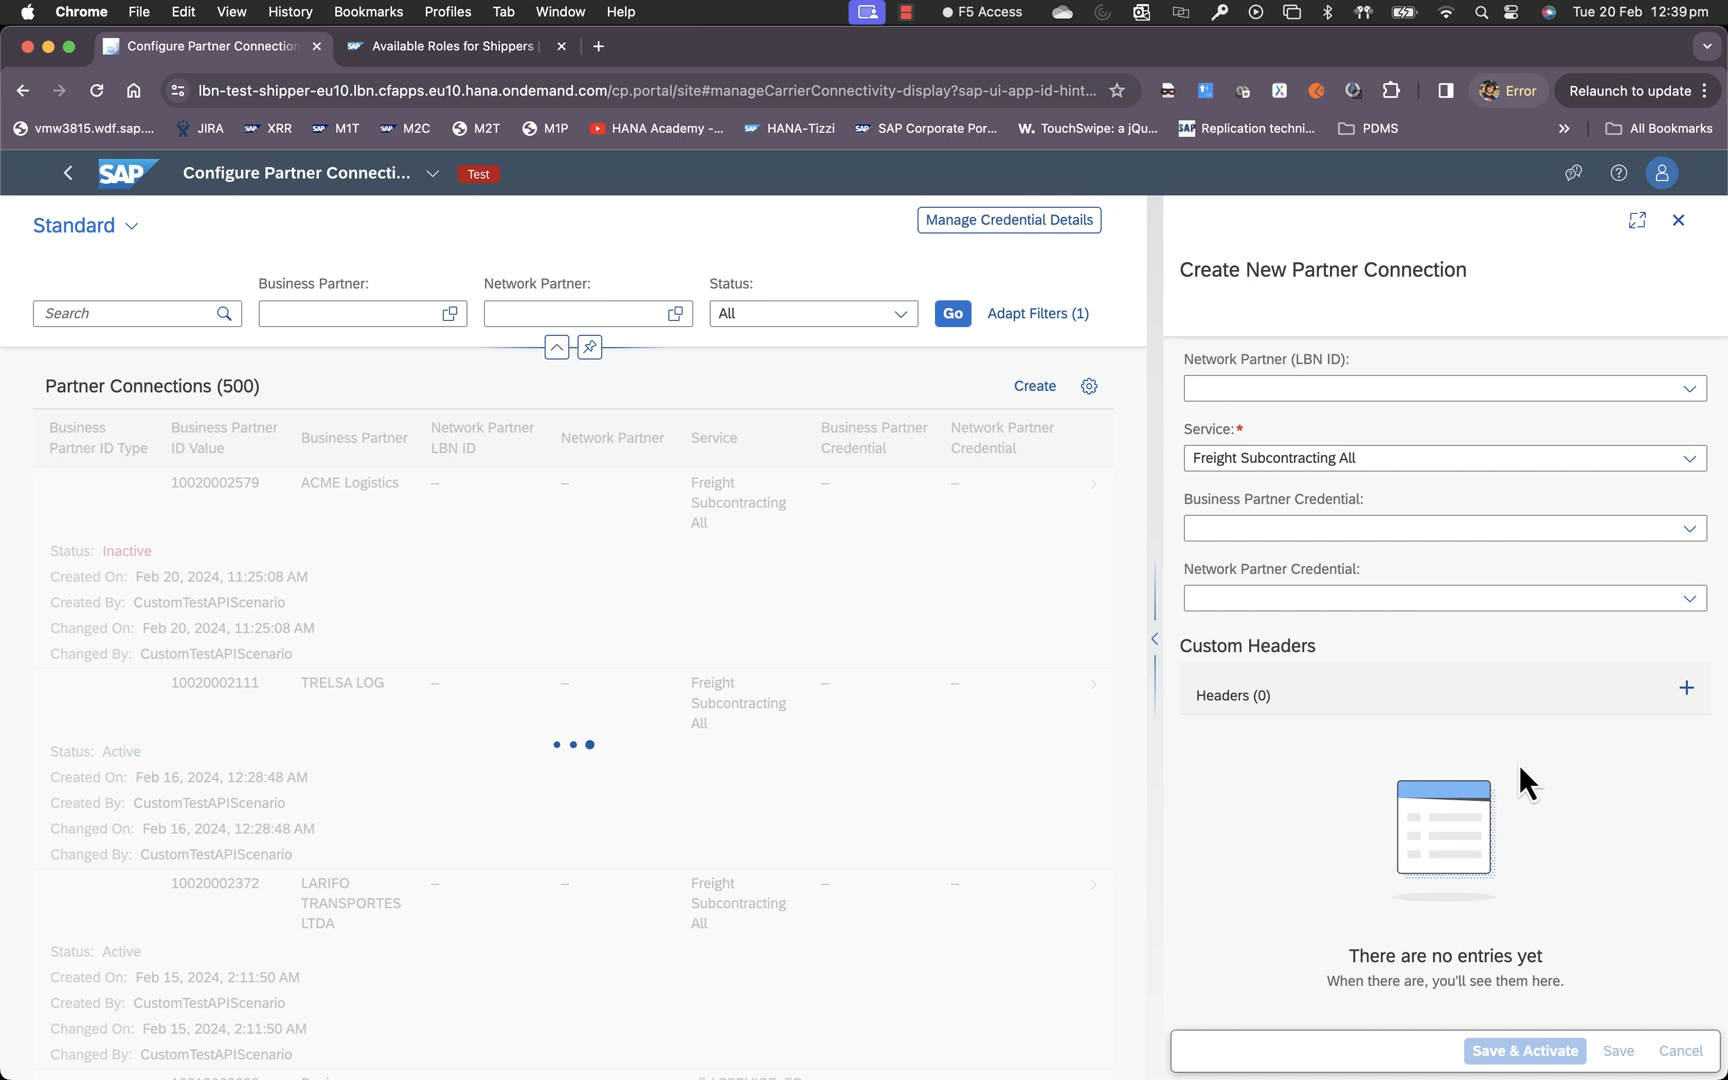 Chrome File Edit View History Bookmarks Profiles Tab Window Help F5 Access Tue 20 Feb 12:39 pm
Configure Partner Connection Available Roles for Shippers
lbn-test-shipper-eu10.lbn.cfapps.eu10.hana.ondemand.com/cp.portal/site#manageCarrierConnectivity-display?sap-ui-app-id-hint... Error Relaunch to update
vmw3815.wdf.sap.... JIRA XRR M1T M2C M2T M1P HANA Academy -... HANA-Tizzi SAP Corporate Por... W. TouchSwipe: a jQu... Replication techni... PDMS All Bookmarks
SAP Configure Partner Connecti... Test
Standard
Manage Credential Details
Business Partner: Network Partner: Status:
Search All Go Adapt Filters (1)
Partner Connections (500) Create
Business Partner ID Type
Business Partner ID Value
Business Partner
Network Partner LBN ID
Network Partner
Service
Business Partner Credential
Network Partner Credential
10020002579 ACME Logistics – – Freight Subcontracting All – –
Status: Inactive
Created On: Feb 20, 2024, 11:25:08 AM
Created By: CustomTestAPIScenario
Changed On: Feb 20, 2024, 11:25:08 AM
Changed By: CustomTestAPIScenario
10020002111 TRELSA LOG – – Freight Subcontracting All – –
Status: Active
Created On: Feb 16, 2024, 12:28:48 AM
Created By: CustomTestAPIScenario
Changed On: Feb 16, 2024, 12:28:48 AM
Changed By: CustomTestAPIScenario
10020002372 LARIFO TRANSPORTES LTDA – – Freight Subcontracting All – –
Status: Active
Created On: Feb 15, 2024, 2:11:50 AM
Created By: CustomTestAPIScenario
Changed On: Feb 15, 2024, 2:11:50 AM
Changed By: CustomTestAPIScenario
Create New Partner Connection
Network Partner (LBN ID):
Service:*
Freight Subcontracting All
Business Partner Credential:
Network Partner Credential:
Custom Headers
Headers (0)
There are no entries yet
When there are, you'll see them here.
Save & Activate Save Cancel